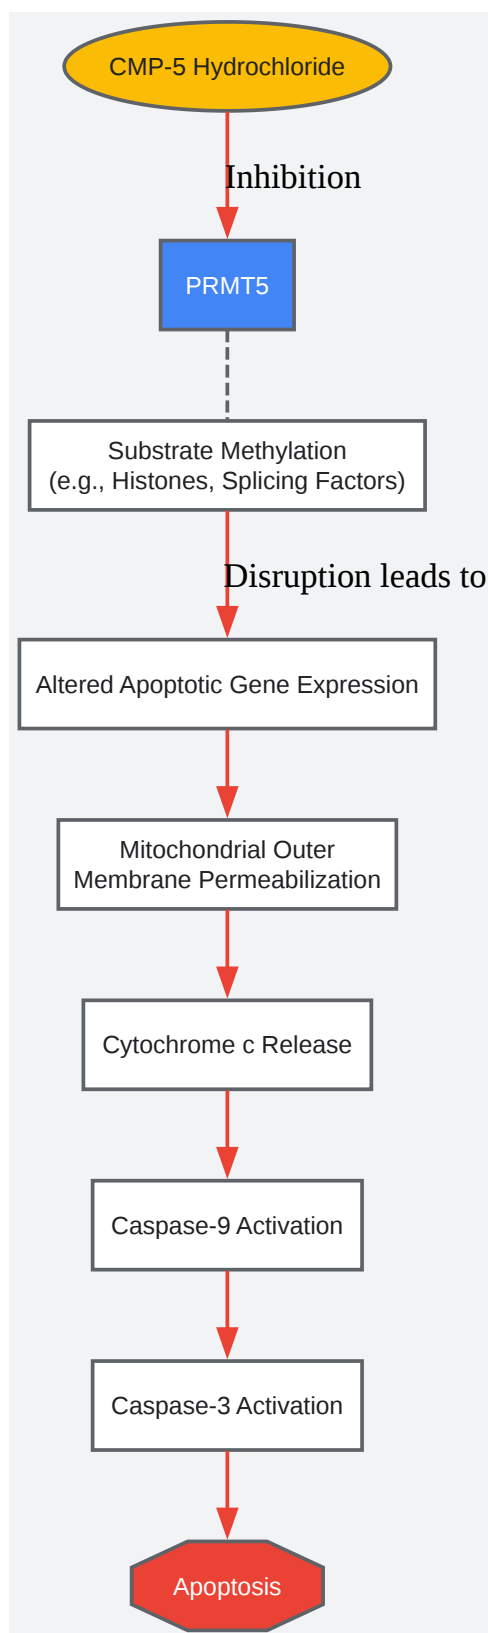 CMP-5 Hydrochloride
Inhibition
PRMT5
Substrate Methylation
(e.g., Histones, Splicing Factors)
Disruption leads to
Altered Apoptotic Gene Expression
Mitochondrial Outer
Membrane Permeabilization
Cytochrome c Release
Caspase-9 Activation
Caspase-3 Activation
Apoptosis